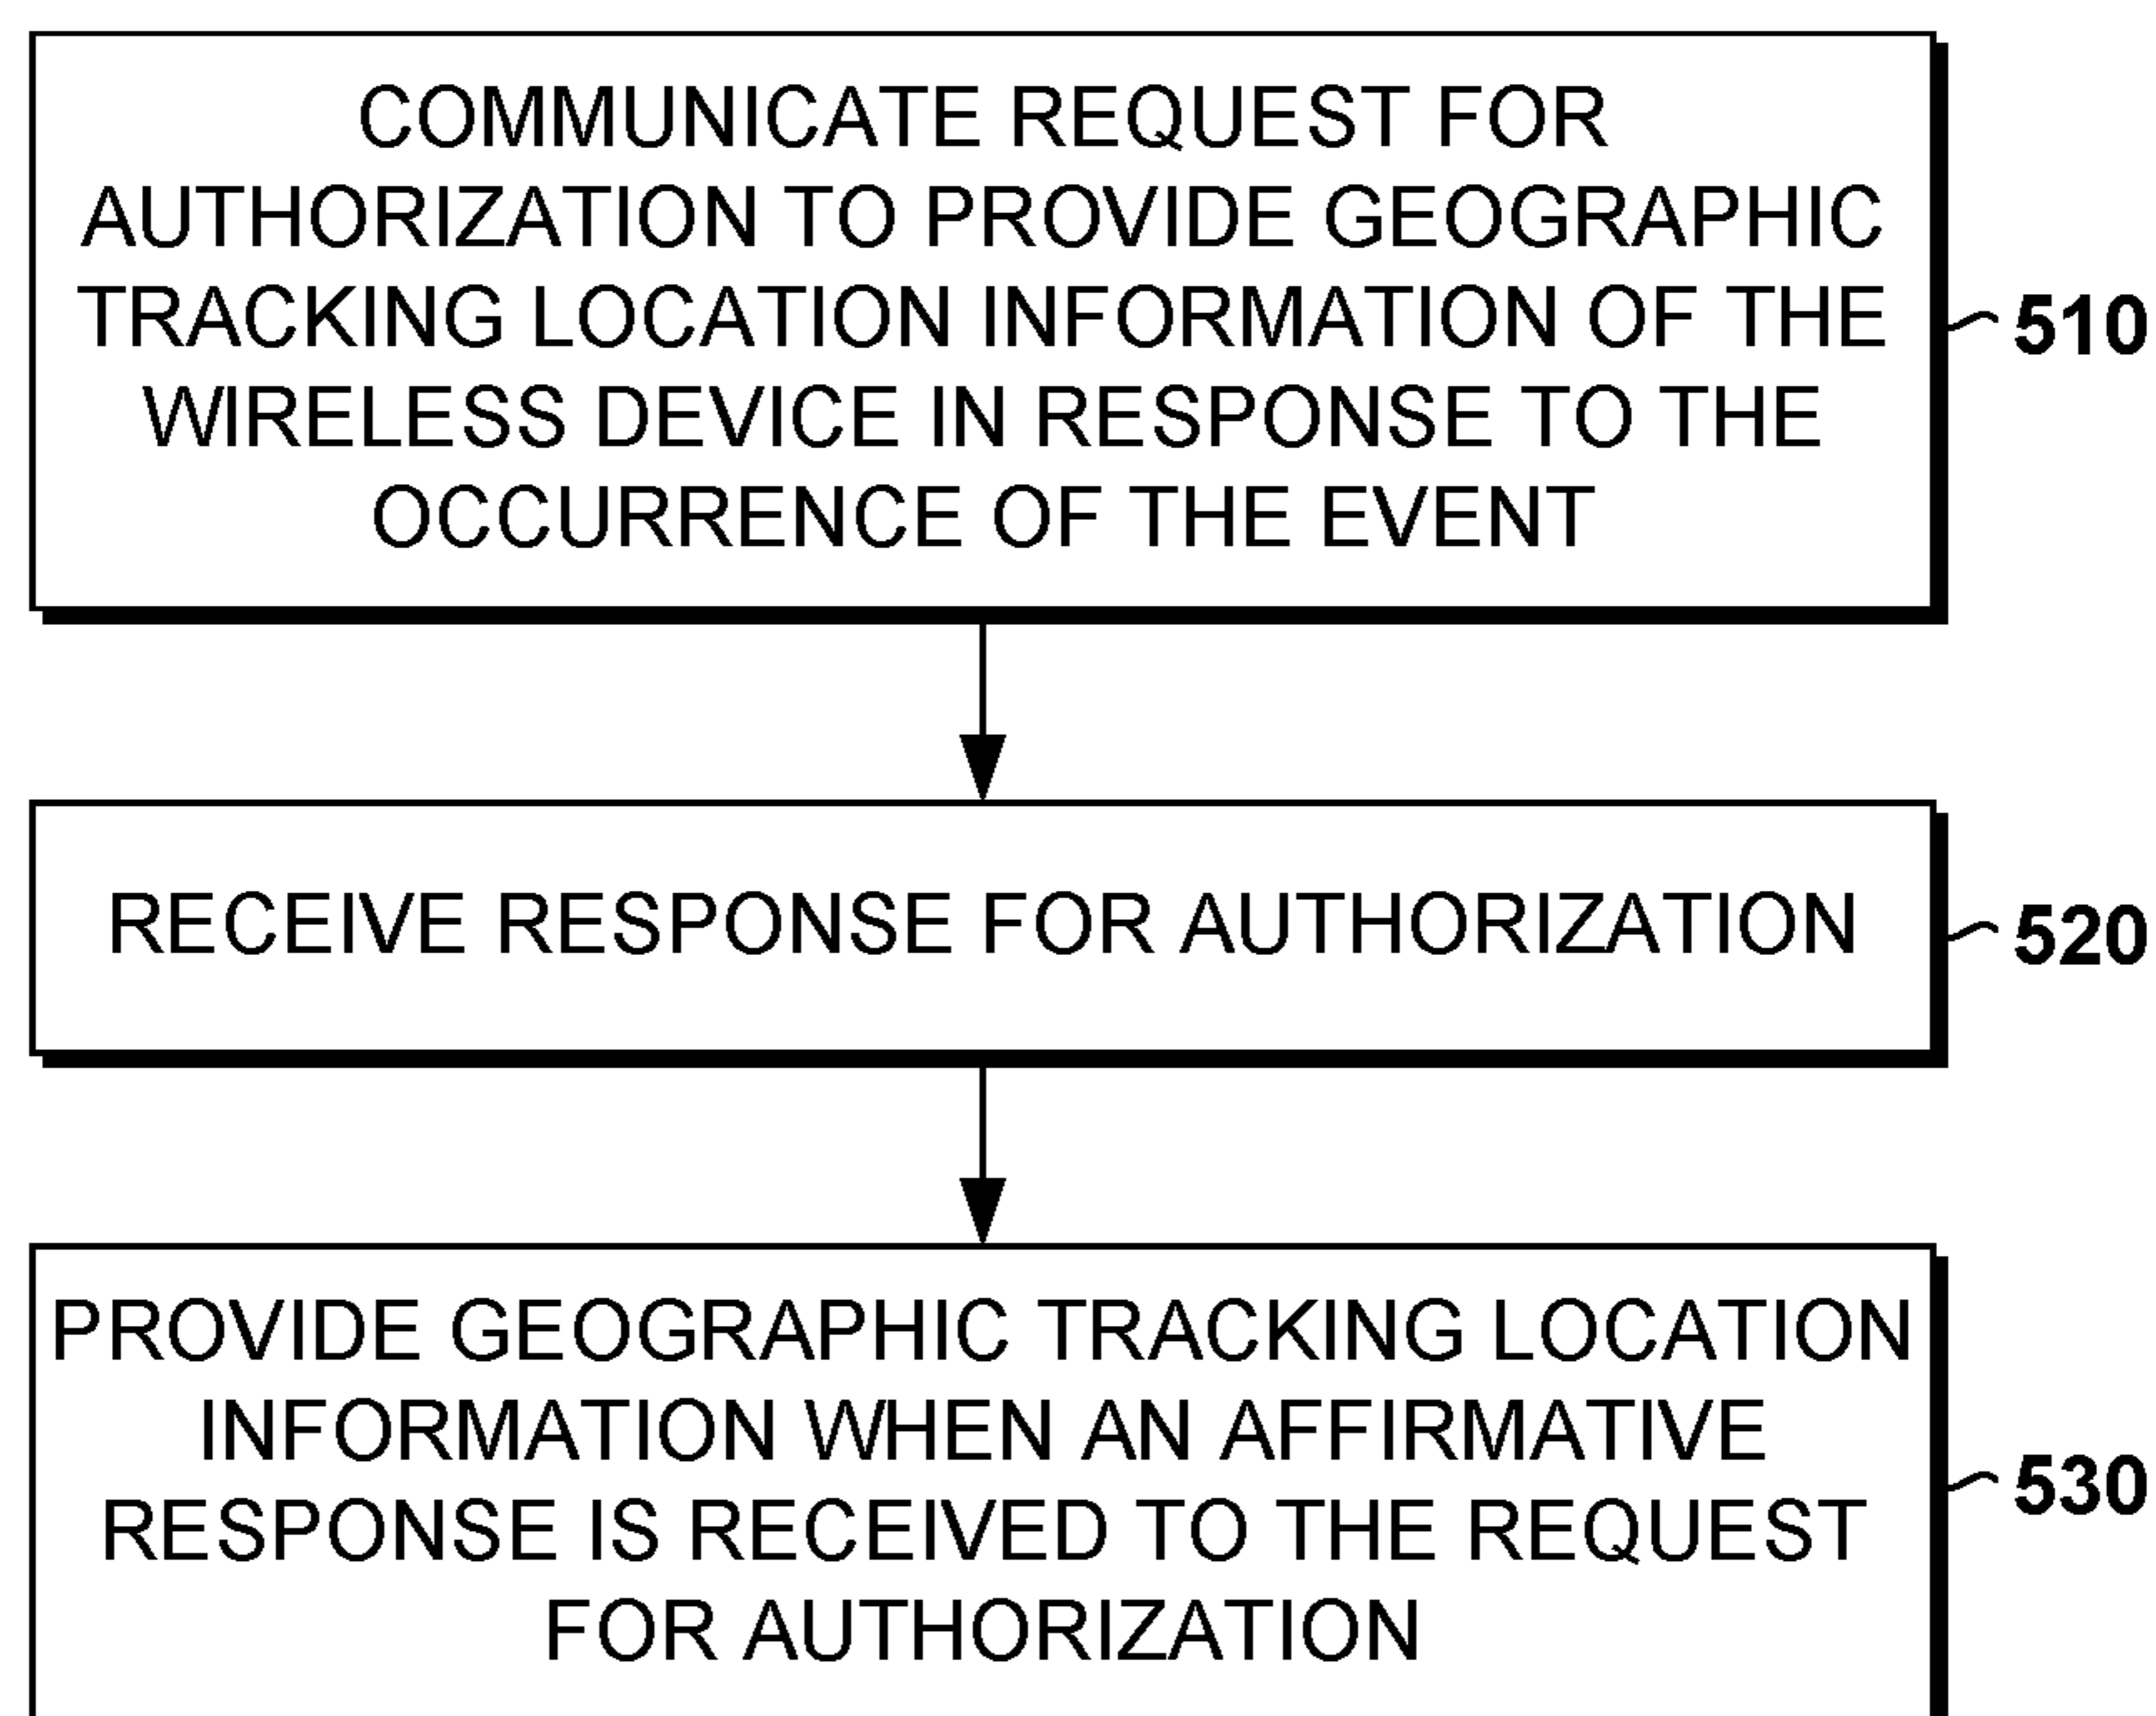 COMMUNICATE REQUEST FOR
AUTHORIZATION TO PROVIDE GEOGRAPHIC
TRACKING LOCATION INFORMATION OF THE
WIRELESS DEVICE IN RESPONSE TO THE
OCCURRENCE OF THE EVENT
510
RECEIVE RESPONSE FOR AUTHORIZATION
520
PROVIDE GEOGRAPHIC TRACKING LOCATION
INFORMATION WHEN AN AFFIRMATIVE
RESPONSE IS RECEIVED TO THE REQUEST
FOR AUTHORIZATION
530